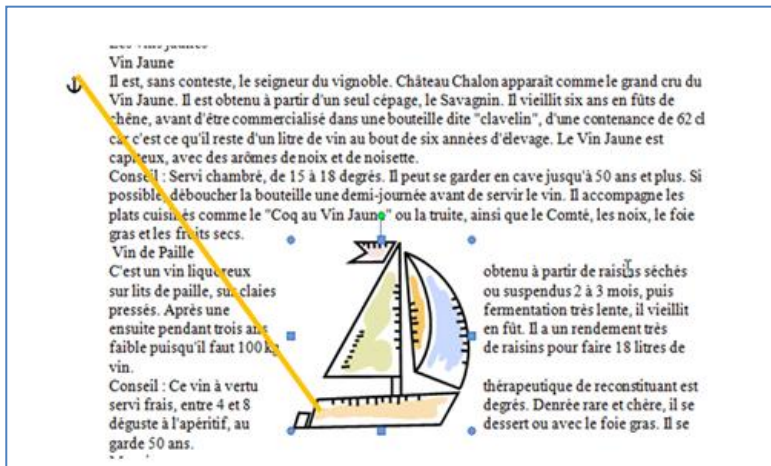 Les vins jaunes
Vin Jaune
Il est, sans conteste, le seigneur du vignoble. Château Chalon apparaît comme le grand cru du
Vin Jaune. Il est obtenu à partir d'un seul cépage, le Savagnin. Il vieillit six ans en fûts de
chêne, avant d'être commercialisé dans une bouteille dite "clavelin", d'une contenance de 62 cl
car c'est ce qu'il reste d'un litre de vin au bout de six années d'élevage. Le Vin Jaune est
capiteux, avec des arômes de noix et de noisette.
Conseil : Servi chambré, de 15 à 18 degrés. Il peut se garder en cave jusqu'à 50 ans et plus. Si
possible, déboucher la bouteille une demi-journée avant de servir le vin. Il accompagne les
plats cuisinés comme le "Coq au Vin Jaune" ou la truite, ainsi que le Comté, les noix, le foie
gras et les fruits secs.
Vin de Paille
C'est un vin liquoreux obtenu à partir de raisins séchés
sur lits de paille, sur claies ou suspendus 2 à 3 mois, puis
pressés. Après une fermentation très lente, il vieillit
ensuite pendant trois ans en fût. Il a un rendement très
faible puisqu'il faut 100 kg de raisins pour faire 18 litres de
vin.
Conseil : Ce vin à vertu thérapeutique de reconstituant est
servi frais, entre 4 et 8 degrés. Denrée rare et chère, il se
déguste à l'apéritif, au dessert ou avec le foie gras. Il se
garde 50 ans.